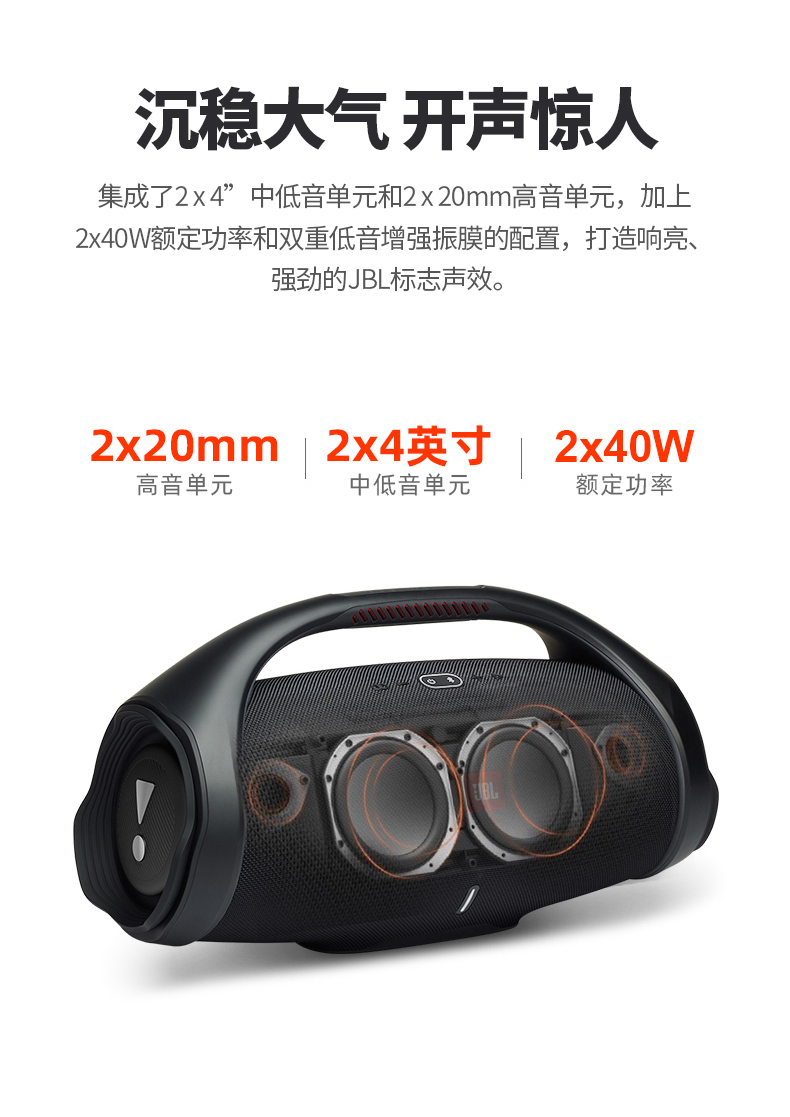 沉稳大气 开声惊人
集成了2 x 4”中低音单元和2 x 20mm高音单元，加上
2x40W额定功率和双重低音增强振膜的配置，打造响亮、
强劲的JBL标志声效。
2x20mm
2x4英寸
2x40W
高音单元
中低音单元
额定功率
JBL